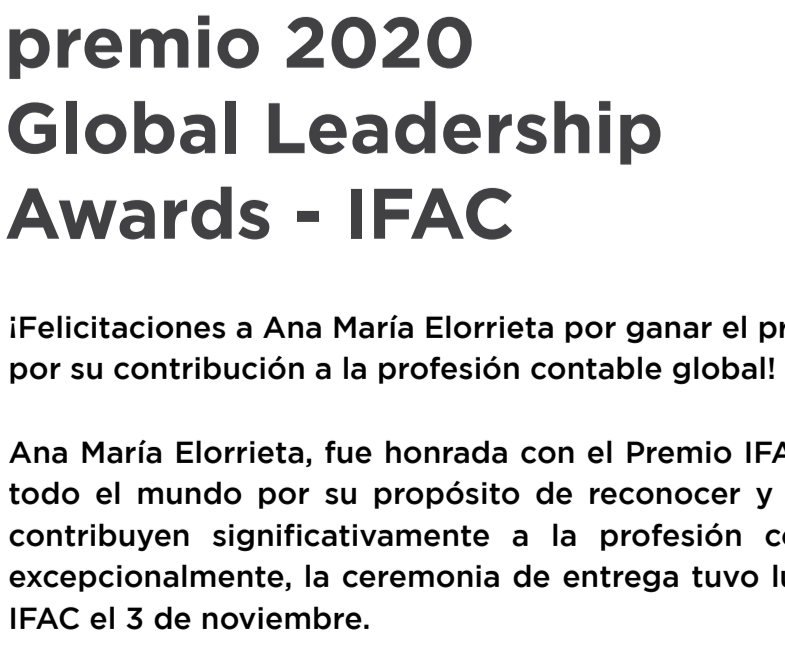 premio 2020
Global Leadership
Awards - IFAC
¡Felicitaciones a Ana María Elorrieta por ganar el
por su contribución a la profesión contable global!
Ana María Elorrieta, fue honrada con el Premio
todo el mundo por su propósito de reconocer y
contribuyen significativamente a la profesión
excepcionalmente, la ceremonia de entrega tuvo
IFAC el 3 de noviembre.